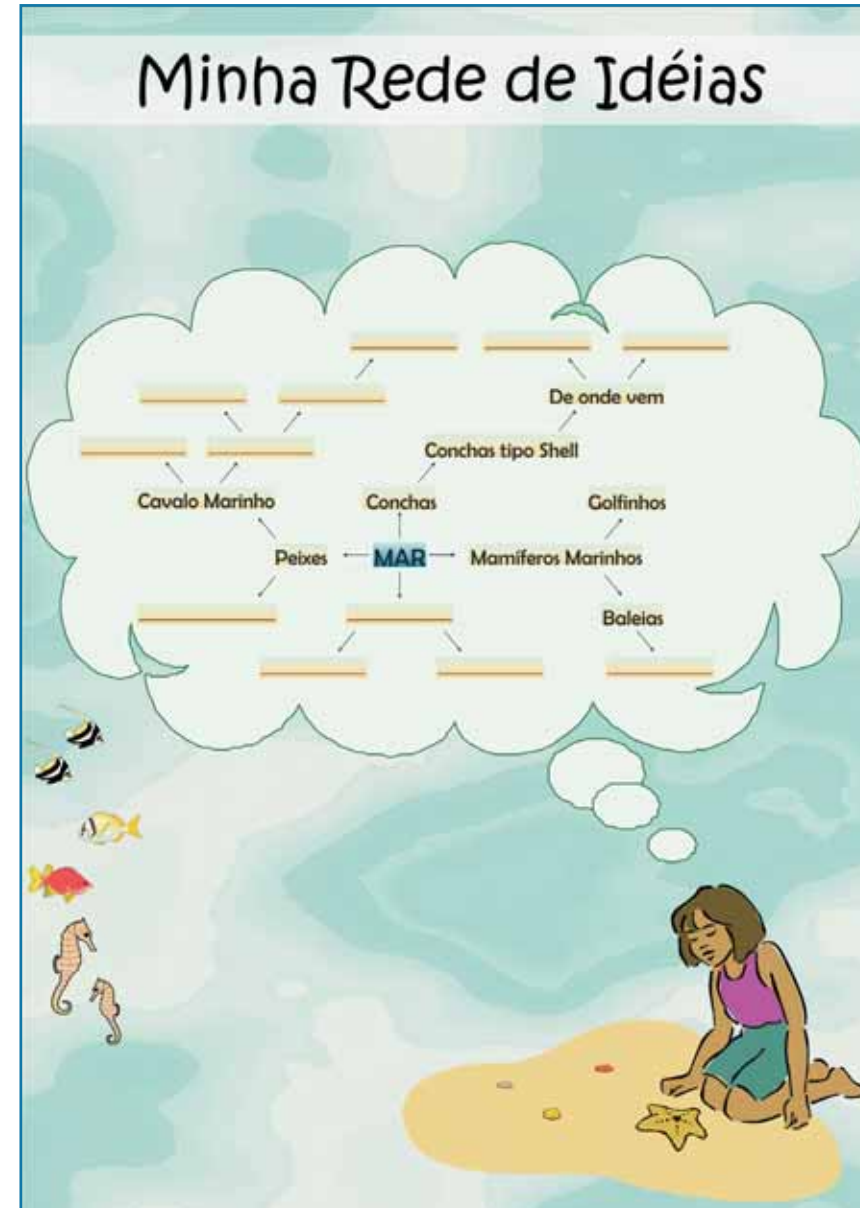 Minha Rede de Idéias
De onde vem
Conchas tipo Shell
Cavalo Marinho Conchas Golfinhos
Peixes MAR Mamíferos Marinhos
Baleias